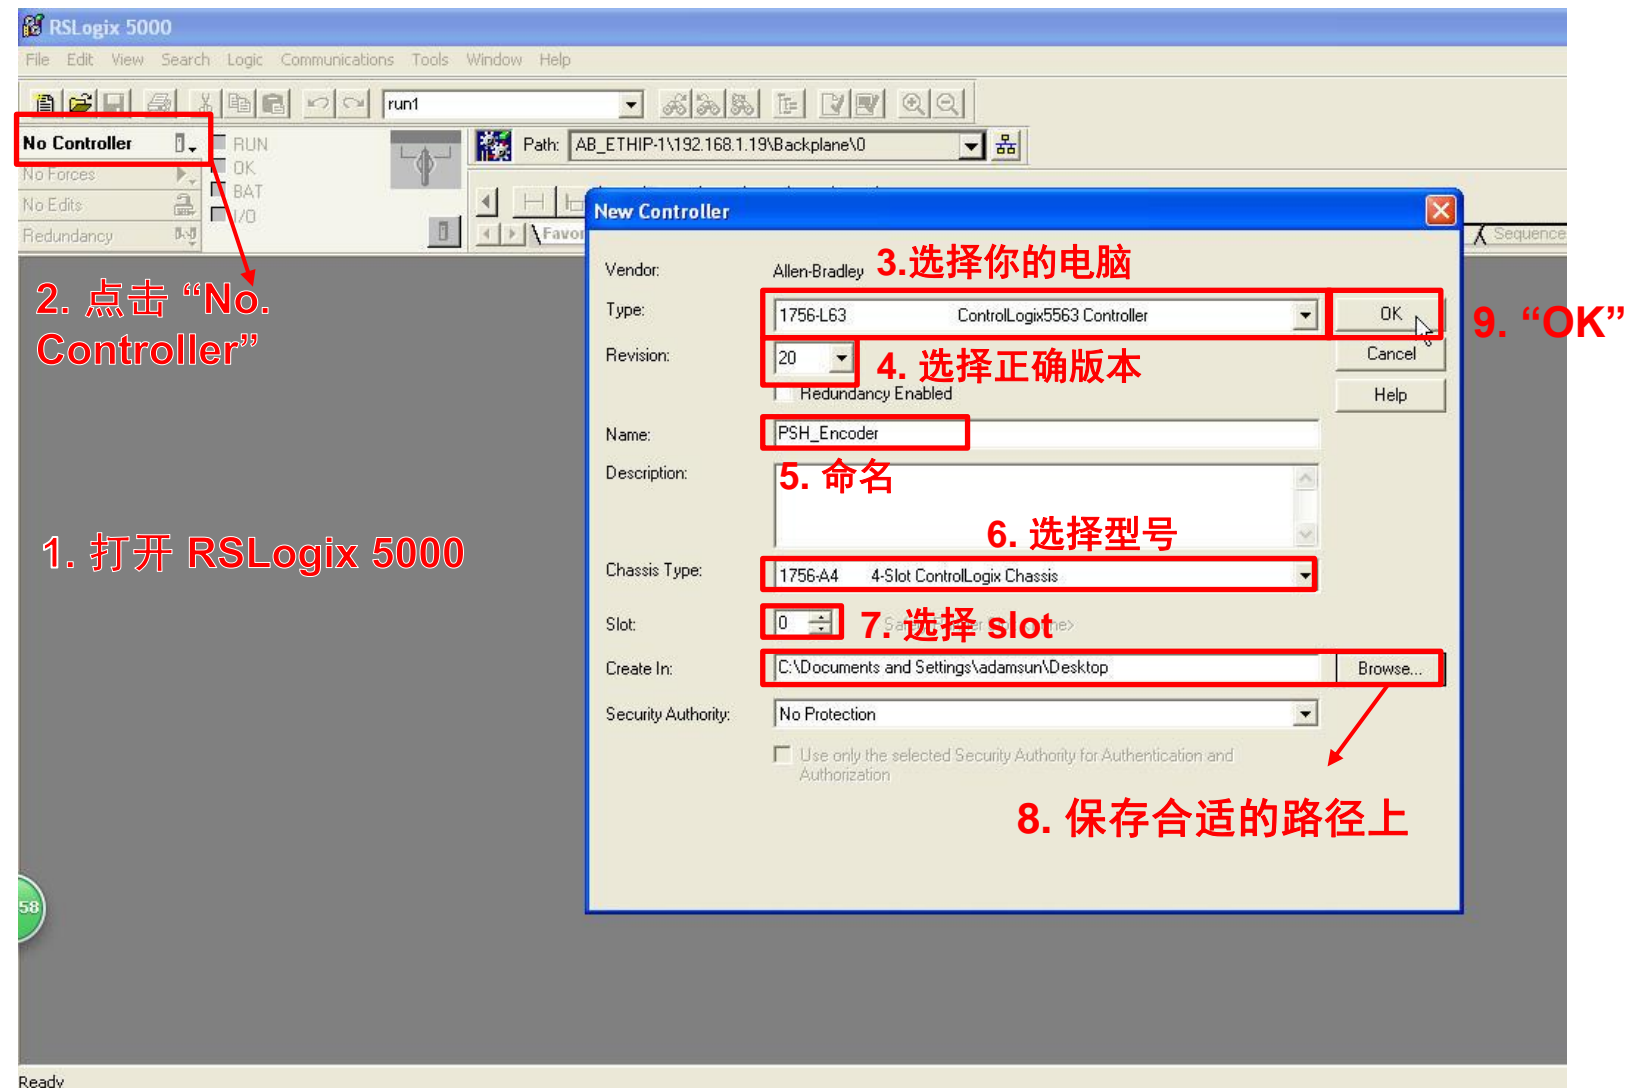 RSLogix 5000
File Edit View Search Logic Communications Tools Window Help
run1
No Controller
RUN
No Forces
OK
No Edits
BAT
I/O
Redundancy
Path: AB_ETHIP-1\192.168.1.19\Backplane\0
Favor
Sequence
2. 点击 “No.
Controller”
1. 打开 RSLogix 5000
New Controller
Vendor: Allen-Bradley
3.选择你的电脑
Type: 1756-L63 ControlLogix5563 Controller
OK
9. “OK”
Revision: 20
4. 选择正确版本
Cancel
Redundancy Enabled
Help
Name: PSH_Encoder
Description:
5. 命名
6. 选择型号
Chassis Type: 1756-A4 4-Slot ControlLogix Chassis
Slot: 0
7. 选择 slot
Create In: C:\Documents and Settings\adamsun\Desktop
Browse...
Security Authority: No Protection
Use only the selected Security Authority for Authentication and
Authorization
8. 保存合适的路径上
58
Ready